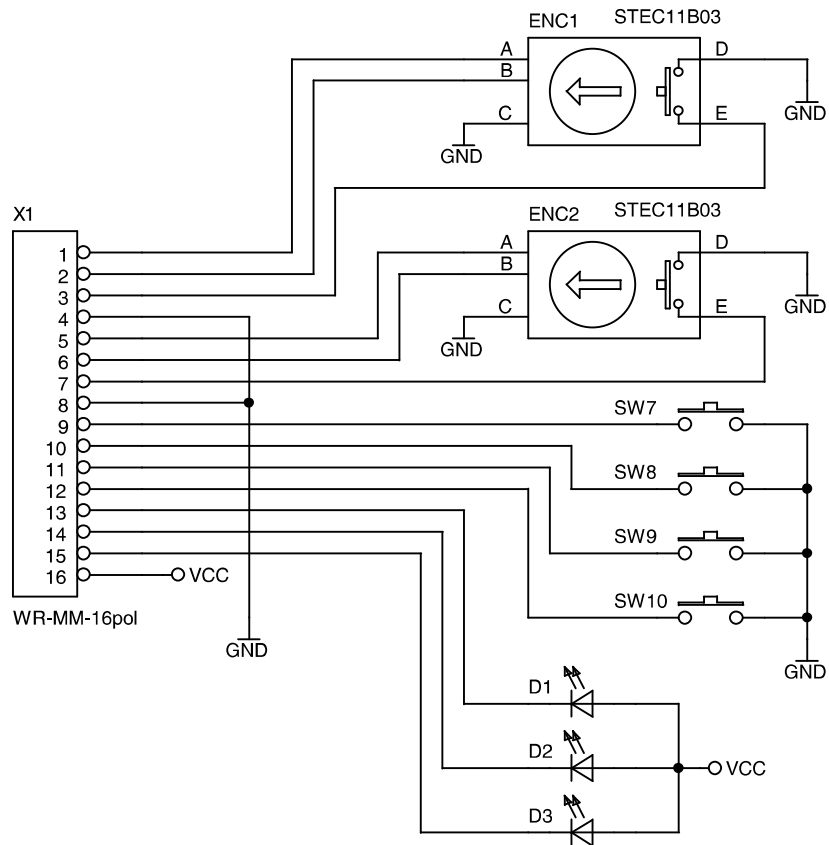 ENC1 STEC11B03
A
B
C
D
E
GND
GND
X1
ENC2 STEC11B03
A
B
C
D
E
GND
GND
1
2
3
4
5
6
7
8
9
10
11
12
13
14
15
16
VCC
WR-MM-16pol
GND
SW7
SW8
SW9
SW10
GND
D1
D2
VCC
D3